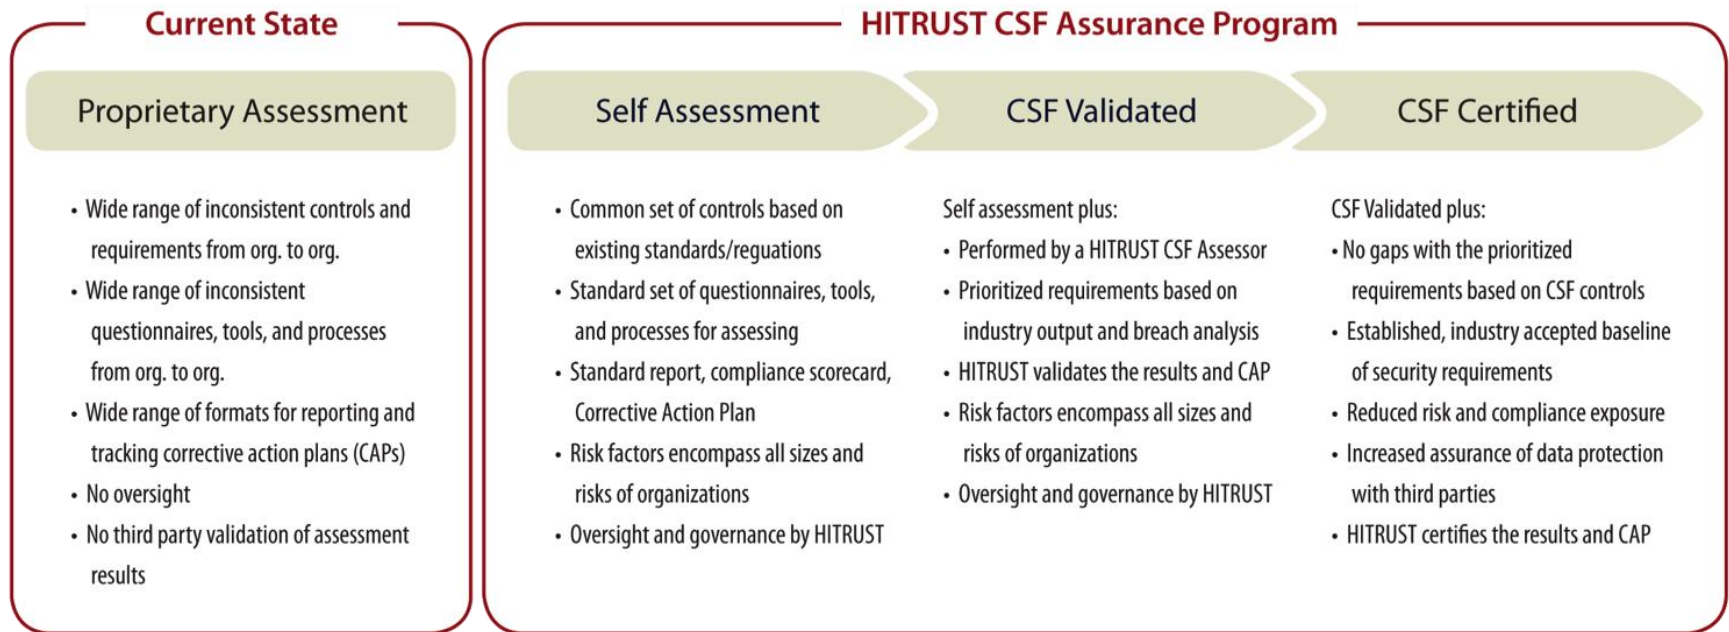 Current State
Proprietary Assessment
• Wide range of inconsistent controls and
requirements from org. to org.
• Wide range of inconsistent
questionnaires, tools, and processes
from org. to org.
• Wide range of formats for reporting and
tracking corrective action plans (CAPs)
• No oversight
• No third party validation of assessment
results
HITRUST CSF Assurance Program
Self Assessment
• Common set of controls based on
existing standards/reguations
• Standard set of questionnaires, tools,
and processes for assessing
• Standard report, compliance scorecard,
Corrective Action Plan
• Risk factors encompass all sizes and
risks of organizations
• Oversight and governance by HITRUST
CSF Validated
Self assessment plus:
• Performed by a HITRUST CSF Assessor
• Prioritized requirements based on
industry output and breach analysis
• HITRUST validates the results and CAP
• Risk factors encompass all sizes and
risks of organizations
• Oversight and governance by HITRUST
CSF Certified
CSF Validated plus:
• No gaps with the prioritized
requirements based on CSF controls
• Established, industry accepted baseline
of security requirements
• Reduced risk and compliance exposure
• Increased assurance of data protection
with third parties
• HITRUST certifies the results and CAP